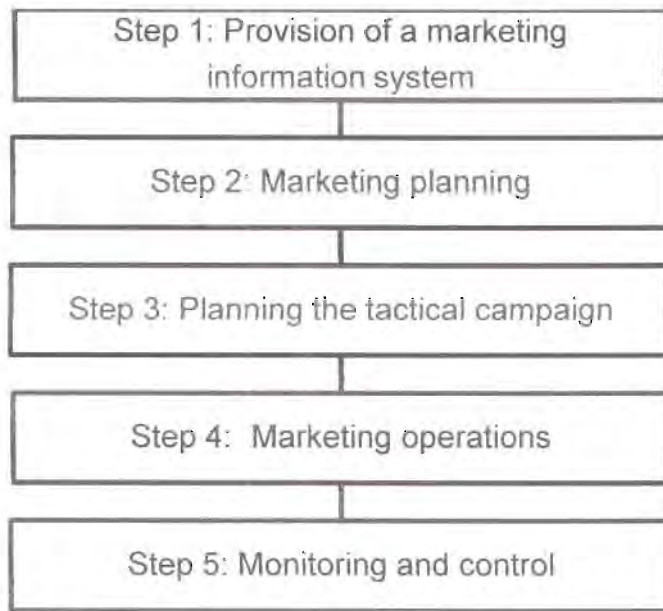 Step 1: Provision of a marketing
information system
Step 2: Marketing planning
Step 3: Planning the tactical campaign
Step 4: Marketing operations
Step 5: Monitoring and control